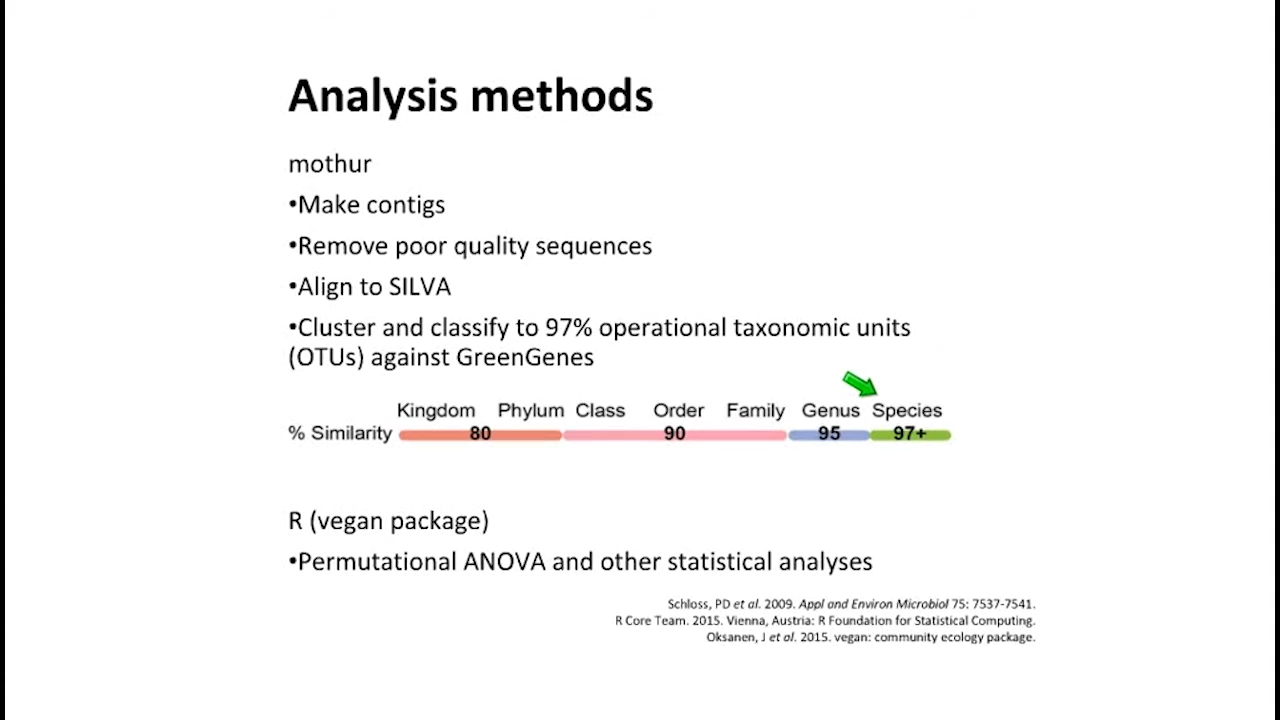 Analysis methods
mothur
•Make contigs
•Remove poor quality sequences
•Align to SILVA
•Cluster and classify to 97% operational taxonomic units
(OTUs) against GreenGenes
Kingdom Phylum Class Order Family Genus Species
% Similarity 80 90 95 97+
R (vegan package)
•Permutational ANOVA and other statistical analyses
Schloss, PD et al. 2009. Appl and Environ Microbiol 75: 7537-7541.
R Core Team. 2015. Vienna, Austria: R Foundation for Statistical Computing.
Oksanen, J et al. 2015. vegan: community ecology package.